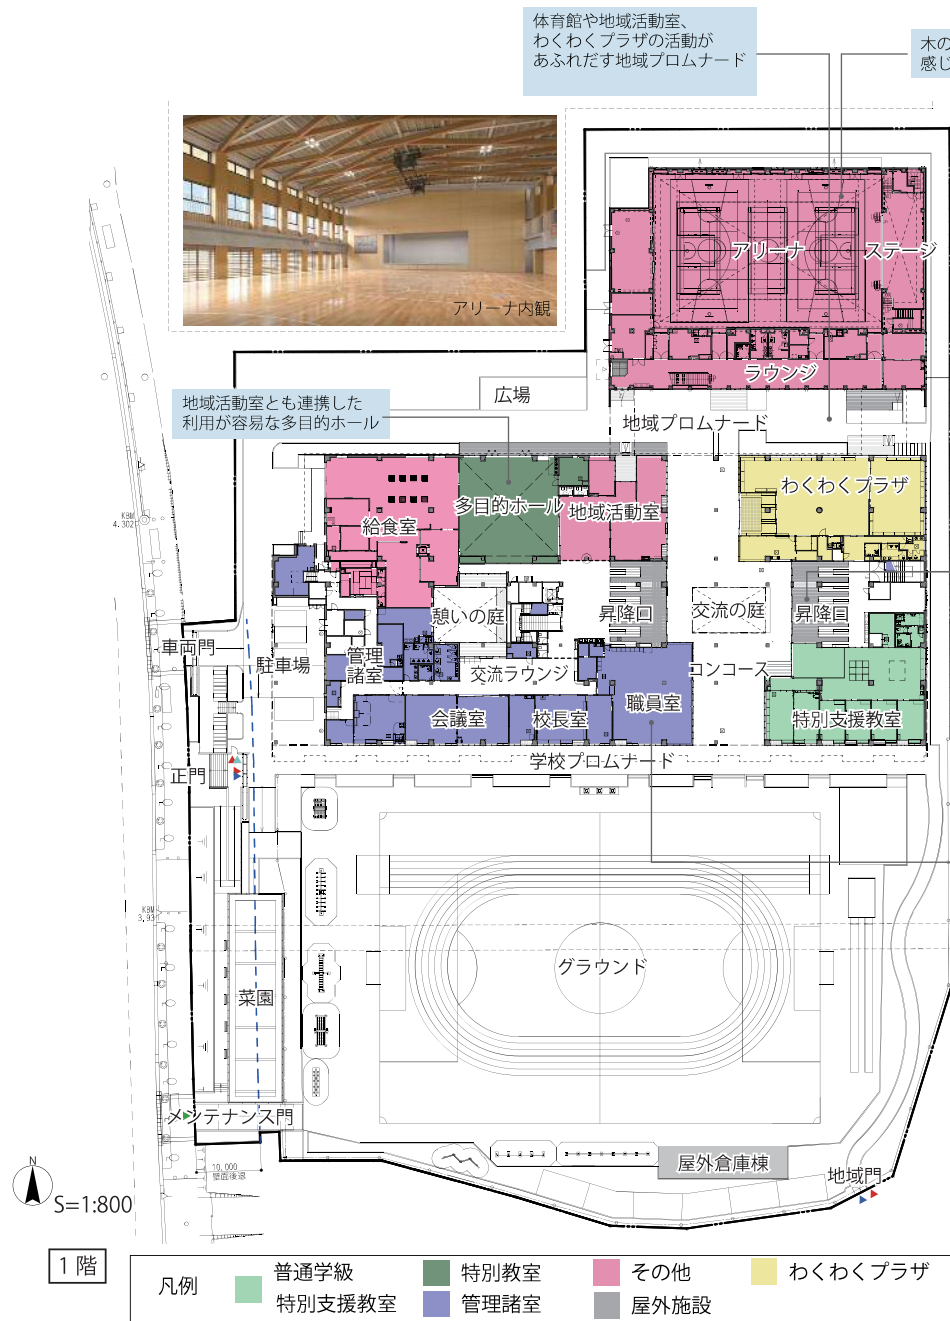 体育館や地域活動室、
わくわくプラザの活動が
あふれだす地域プロムナード
木の
感じ
アリーナ
ステージ
アリーナ内観
ラウンジ
広場
地域活動室とも連携した
利用が容易な多目的ホール
地域プロムナード
わくわくプラザ
多目的ホール
地域活動室
給食室
KBM
4.302
憩いの庭
昇降口
交流の庭
昇降口
車両門
駐車場
管理
諸室
交流ラウンジ
コンコース
職員室
会議室
校長室
特別支援教室
学校プロムナード
正門
KBM
3.931
グラウンド
菜園
メンテナンス門
10,000
壁面後退
屋外倉庫棟
地域門
N
S=1:800
1 階
凡例
普通学級
特別支援教室
特別教室
管理諸室
その他
屋外施設
わくわくプラザ